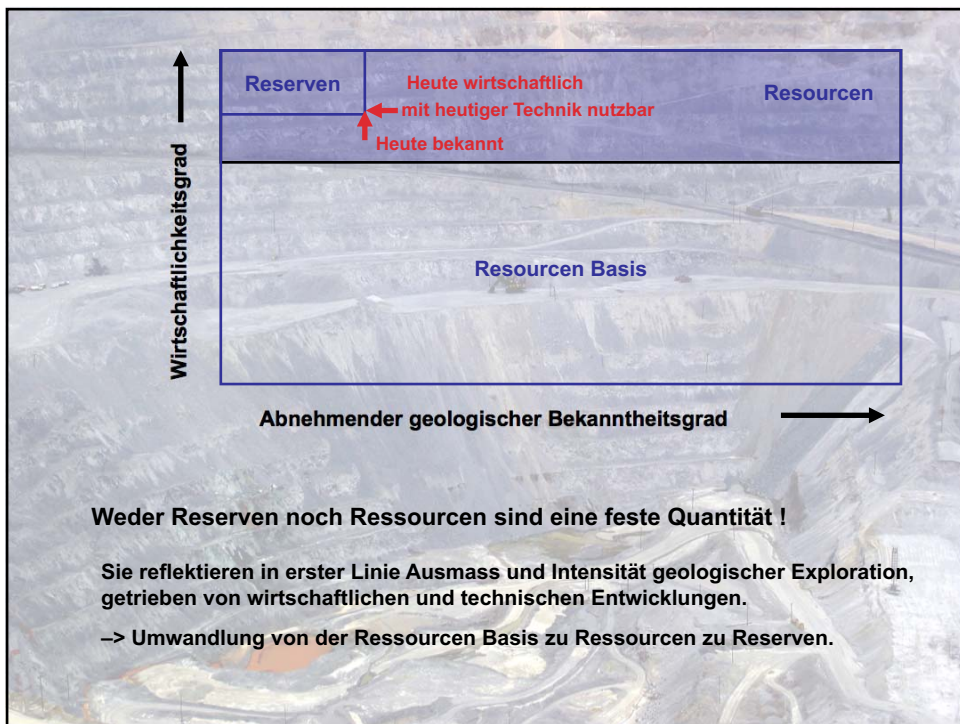 Reserven
Heute wirtschaftlich
mit heutiger Technik nutzbar
Heute bekannt
Resourcen
Wirtschaftlichkeitsgrad
Resourcen Basis
Abnehmender geologischer Bekanntheitsgrad
Weder Reserven noch Ressourcen sind eine feste Quantität !
Sie reflektieren in erster Linie Ausmass und Intensität geologischer Exploration,
getrieben von wirtschaftlichen und technischen Entwicklungen.
–> Umwandlung von der Ressourcen Basis zu Ressourcen zu Reserven.